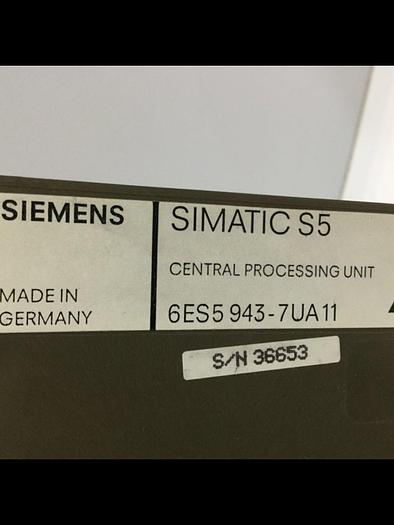 SIEMENS
MADE IN
GERMANY
SIMATIC S5
CENTRAL PROCESSING UNIT
6ES5 943-7UA11
S/N 36653